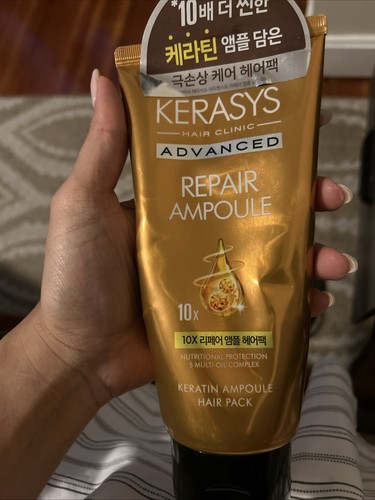 *10배 더 찐한
케라틴 앰플 담은
극손상 케어 헤어팩
KERASYS
HAIR CLINIC
ADVANCED
REPAIR
AMPOULE
10x
10X 리페어 앰플 헤어팩
NUTRITIONAL PROTECTION
5 MULTI OIL COMPLEX
KERATIN AMPOULE
HAIR PACK